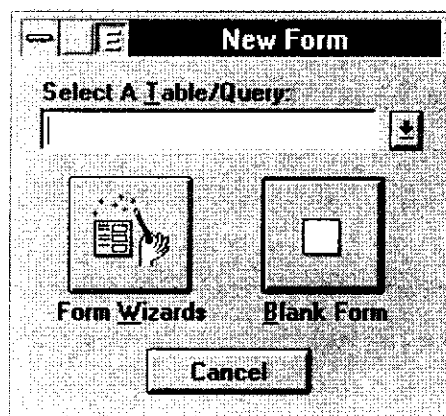 New Form
Select A Table/Query:
Form Wizards
Blank Form
Cancel